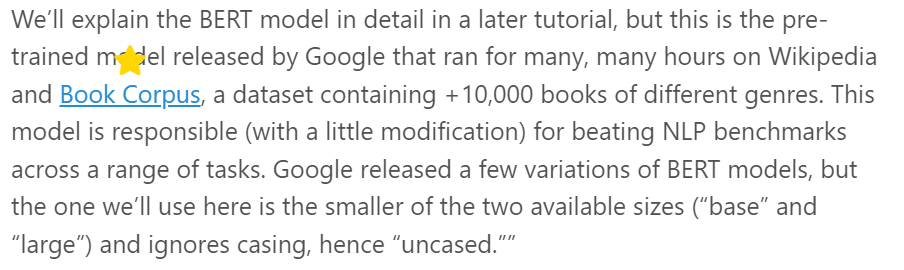 We’ll explain the BERT model in detail in a later tutorial, but this is the pre-
trained model released by Google that ran for many, many hours on Wikipedia
and Book Corpus, a dataset containing +10,000 books of different genres. This
model is responsible (with a little modification) for beating NLP benchmarks
across a range of tasks. Google released a few variations of BERT models, but
the one we’ll use here is the smaller of the two available sizes (“base” and
“large”) and ignores casing, hence “uncased.””